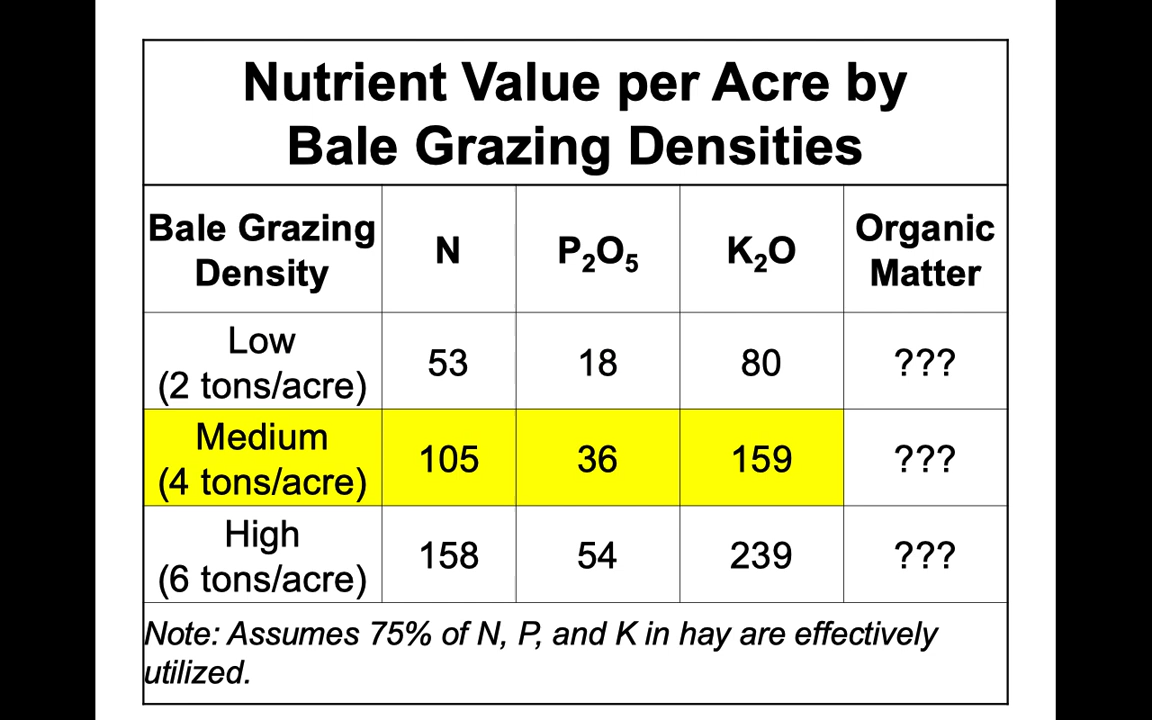 Nutrient Value per Acre by
Bale Grazing Densities
Bale Grazing
Density
N
P₂O₅
K₂O
Organic
Matter
Low
(2 tons/acre)
53
18
80
???
Medium
(4 tons/acre)
105
36
159
???
High
(6 tons/acre)
158
54
239
???
Note: Assumes 75% of N, P, and K in hay are effectively
utilized.